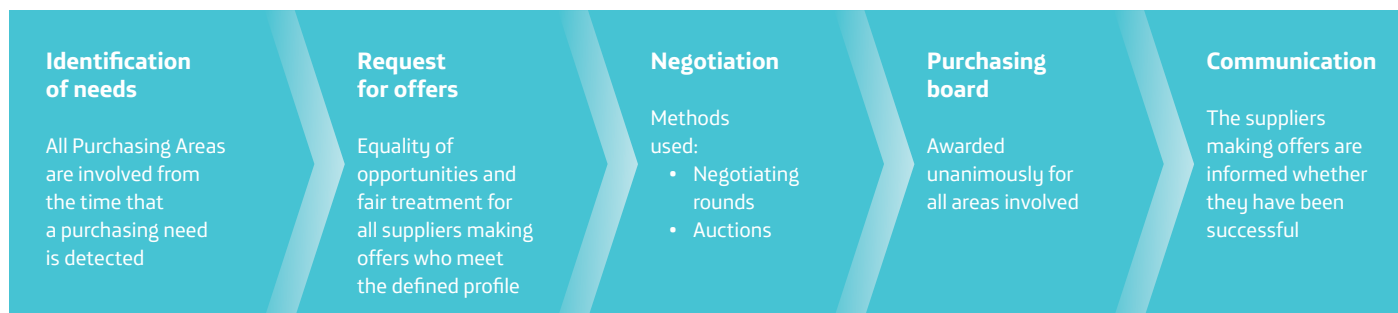 Identification
of needs
All Purchasing Areas
are involved from
the time that
a purchasing need
is detected
Request
for offers
Equality of
opportunities and
fair treatment for
all suppliers making
offers who meet
the defined profile
Negotiation
Methods
used:
• Negotiating
rounds
• Auctions
Purchasing
board
Awarded
unanimously for
all areas involved
Communication
The suppliers
making offers are
informed whether
they have been
successful